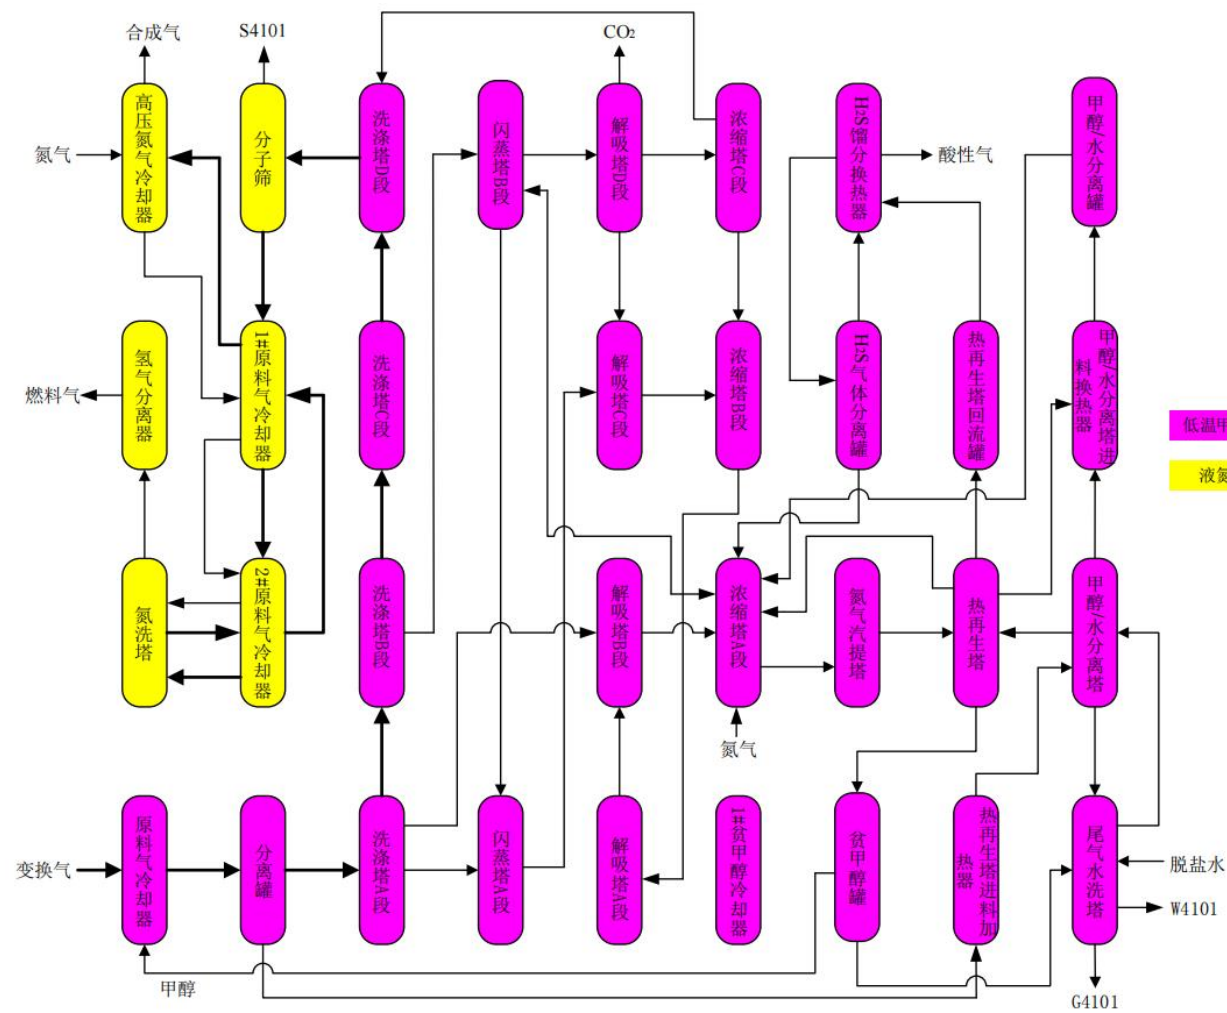 合成气
S4101
CO₂
高压氮气冷却器
分子筛
洗涤塔D段
闪蒸塔B段
解吸塔D段
浓缩塔C段
H₂S馏分换热器
甲醇/水分离罐
氮气
酸性气
氢气分离器
1#原料气冷却器
洗涤塔C段
解吸塔C段
浓缩塔B段
H₂S气体分离罐
热再生塔回流罐
甲醇/水分离塔进
料换热器
燃料气
低温甲
液氮
氮洗塔
2#原料气冷却器
洗涤塔B段
解吸塔B段
浓缩塔A段
氮气汽提塔
热再生塔
甲醇/水分离塔
氮气
原料气冷却器
分离罐
洗涤塔A段
闪蒸塔A段
解吸塔A段
1#贫甲醇冷却器
贫甲醇罐
热再生塔进料加
热器
尾气水洗塔
变换气
脱盐水
W4101
甲醇
G4101